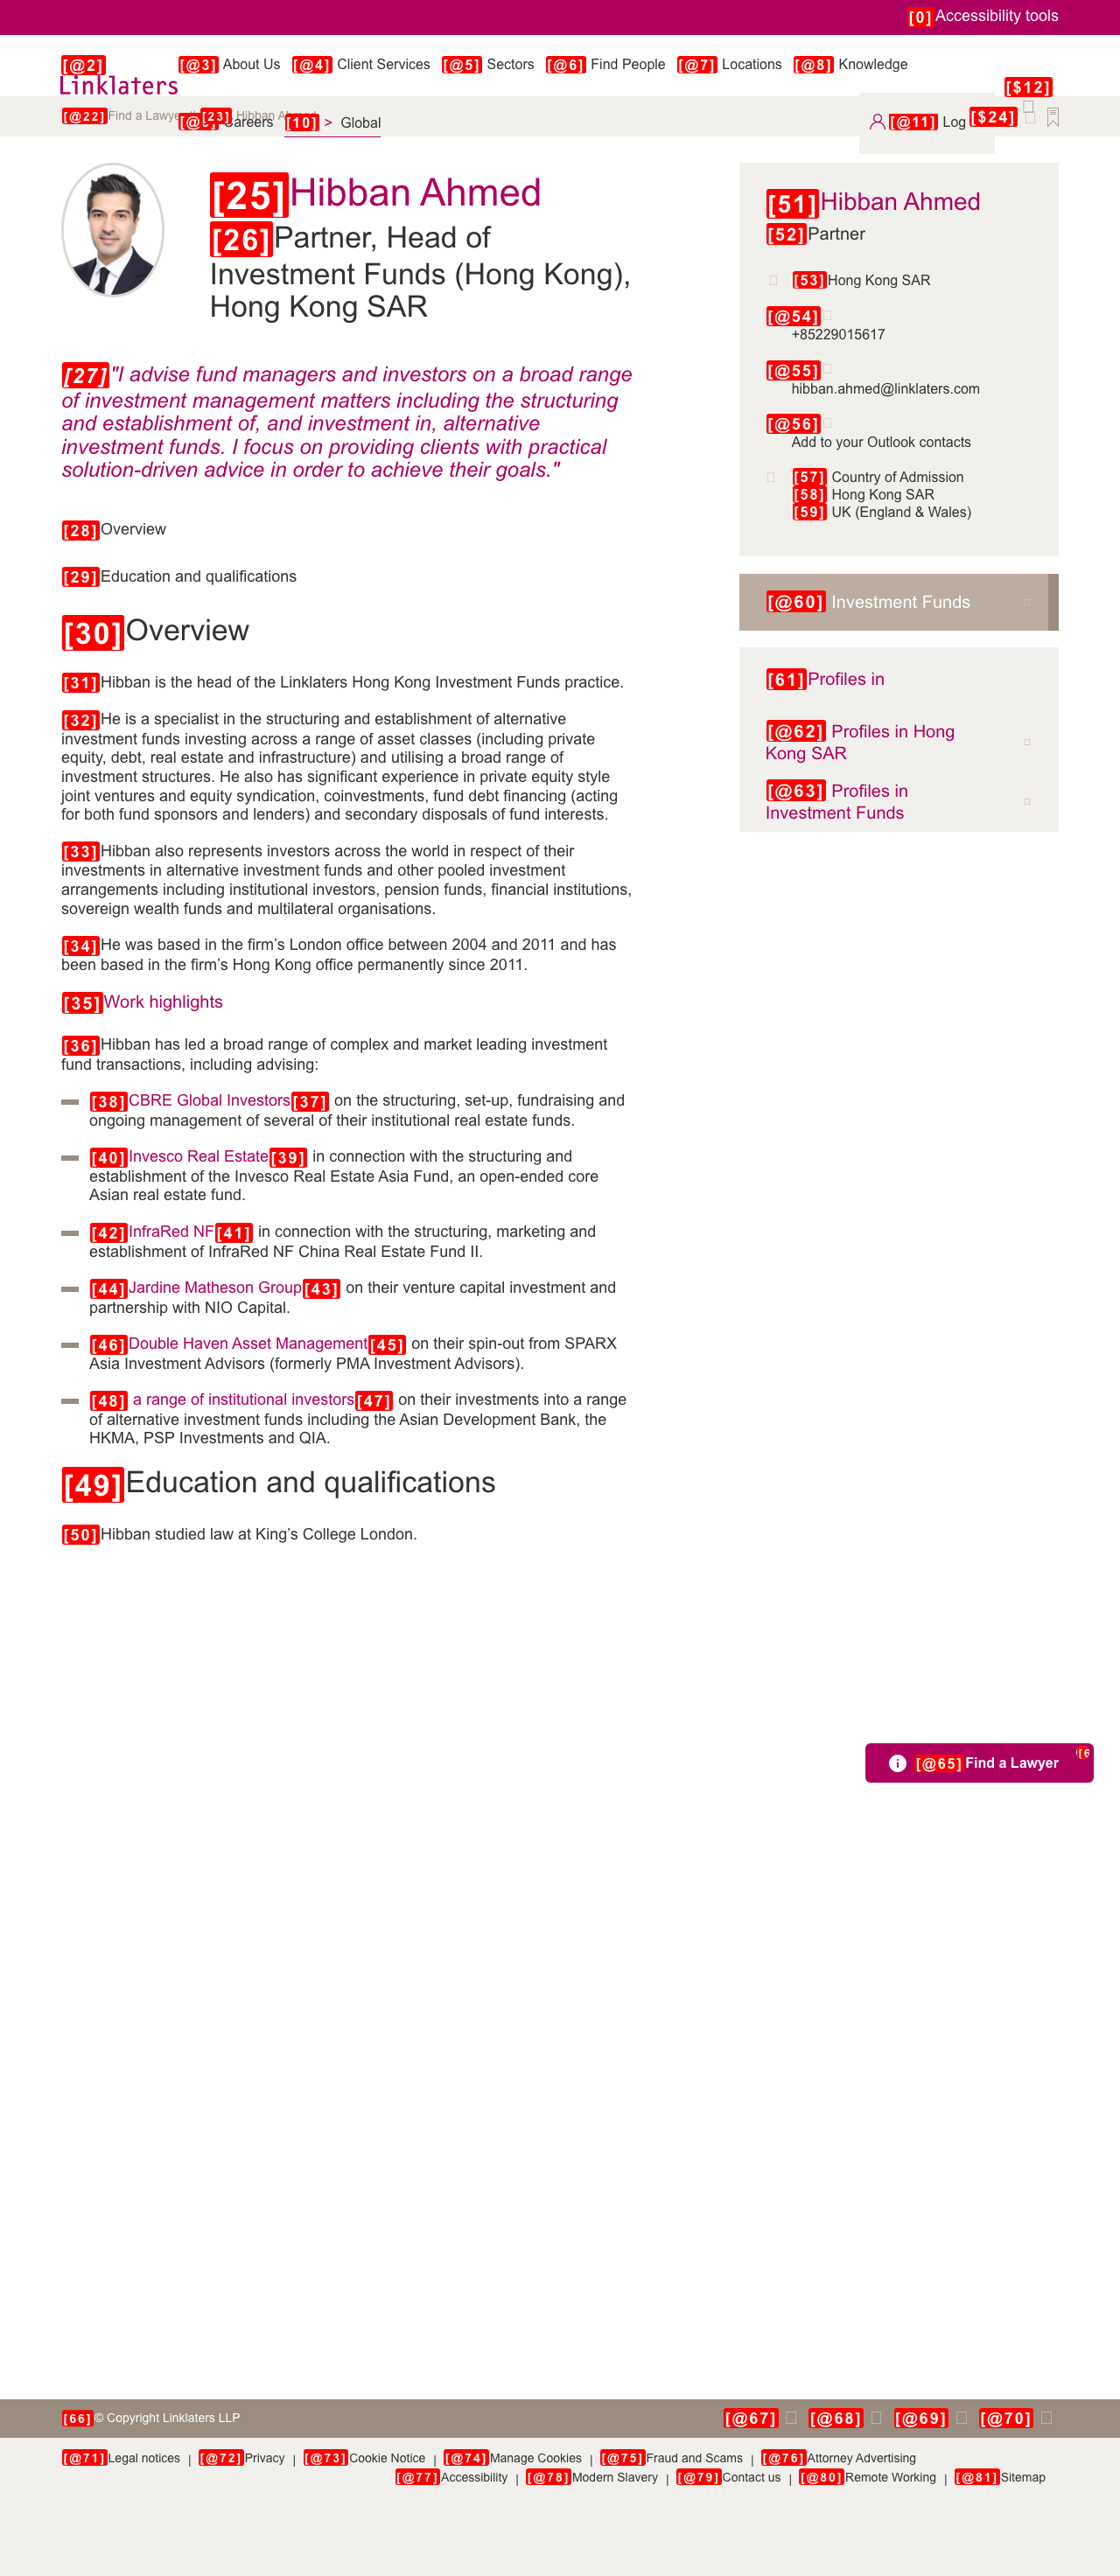 [0]Accessibility tools
[@2] [@3] About Us [@4] Client Services [@5] Sectors [@6] Find People [@7] Locations [@8] Knowledge
Linklaters
[$12]
[@22]Find a Lawye [23] Hibban
Careers [10] > Global
[@11] Log [$24]
[25]Hibban Ahmed
[26]Partner, Head of
Investment Funds (Hong Kong),
Hong Kong SAR
[27]"I advise fund managers and investors on a broad range
of investment management matters including the structuring
and establishment of, and investment in, alternative
investment funds. I focus on providing clients with practical
solution-driven advice in order to achieve their goals."
[28]Overview
[29]Education and qualifications
[30]Overview
[31]Hibban is the head of the Linklaters Hong Kong Investment Funds practice.
[32]He is a specialist in the structuring and establishment of alternative
investment funds investing across a range of asset classes (including private
equity, debt, real estate and infrastructure) and utilising a broad range of
investment structures. He also has significant experience in private equity style
joint ventures and equity syndication, coinvestments, fund debt financing (acting
for both fund sponsors and lenders) and secondary disposals of fund interests.
[33]Hibban also represents investors across the world in respect of their
investments in alternative investment funds and other pooled investment
arrangements including institutional investors, pension funds, financial institutions,
sovereign wealth funds and multilateral organisations.
[34]He was based in the firm's London office between 2004 and 2011 and has
been based in the firm's Hong Kong office permanently since 2011.
[35]Work highlights
[36]Hibban has led a broad range of complex and market leading investment
fund transactions, including advising:
[38]CBRE Global Investors[37] on the structuring, set-up, fundraising and
ongoing management of several of their institutional real estate funds.
[40]Invesco Real Estate[39] in connection with the structuring and
establishment of the Invesco Real Estate Asia Fund, an open-ended core
Asian real estate fund.
[42]InfraRed NF[41] in connection with the structuring, marketing and
establishment of InfraRed NF China Real Estate Fund II.
[44]Jardine Matheson Group[43] on their venture capital investment and
partnership with NIO Capital.
[46]Double Haven Asset Management[45] on their spin-out from SPARX
Asia Investment Advisors (formerly PMA Investment Advisors).
[48] a range of institutional investors[47] on their investments into a range
of alternative investment funds including the Asian Development Bank, the
HKMA, PSP Investments and QIA.
[49]Education and qualifications
[50]Hibban studied law at King's College London.
[51]Hibban Ahmed
[52]Partner
[53]Hong Kong SAR
[@54]
+85229015617
[@55]
hibban.ahmed@linklaters.com
[@56]
Add to your Outlook contacts
[57] Country of Admission
[58] Hong Kong SAR
[59] UK (England & Wales)
[@60] Investment Funds
[61]Profiles in
[@62] Profiles in Hong
Kong SAR
[@63] Profiles in
Investment Funds
[@65]Find a Lawyer
[66]© Copyright Linklaters LLP
[@67] [@68] [@69] [@70]
[@71]Legal notices | [@72]Privacy | [@73]Cookie Notice | [@74]Manage Cookies | [@75]Fraud and Scams | [@76]Attorney Advertising
[@77]Accessibility | [@78]Modern Slavery | [@79]Contact us | [@80]Remote Working | [@81]Sitemap